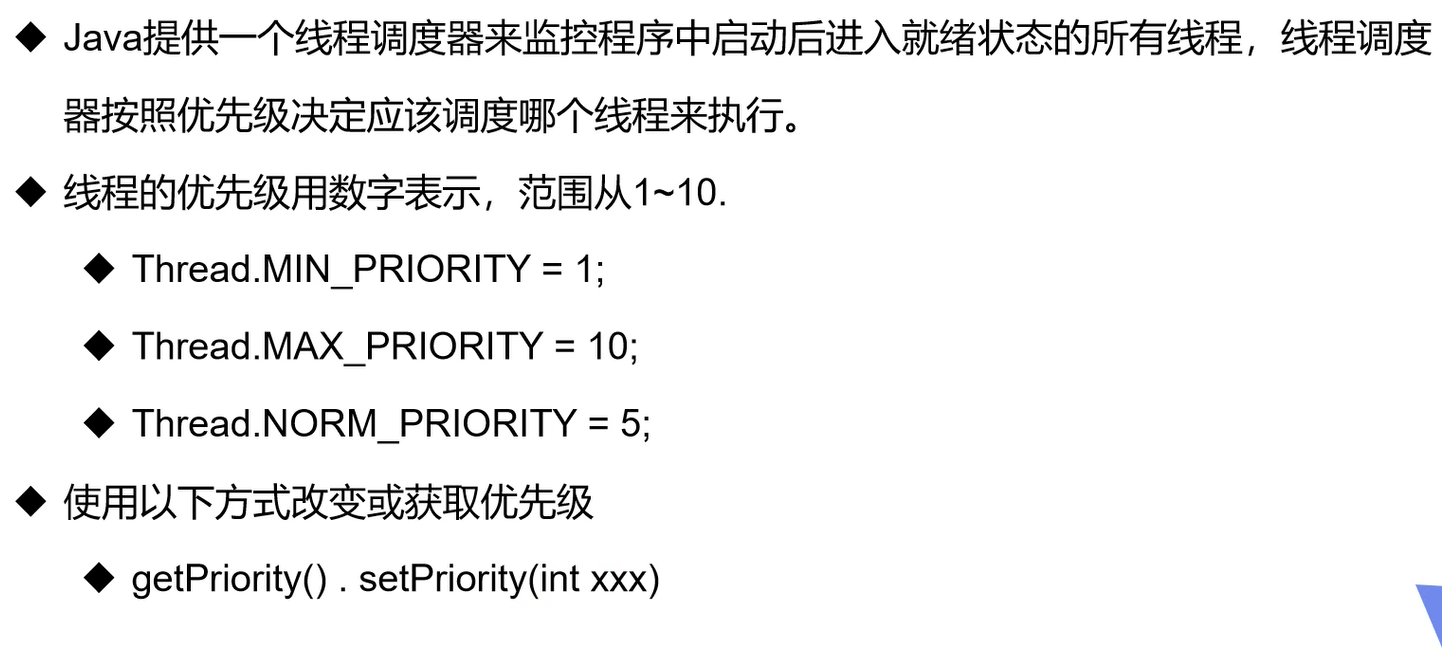 ◆ Java提供一个线程调度器来监控程序中启动后进入就绪状态的所有线程，线程调度
器按照优先级决定应该调度哪个线程来执行。
◆ 线程的优先级用数字表示，范围从1~10.
◆ Thread.MIN_PRIORITY = 1;
◆ Thread.MAX_PRIORITY = 10;
◆ Thread.NORM_PRIORITY = 5;
◆ 使用以下方式改变或获取优先级
◆ getPriority() . setPriority(int xxx)